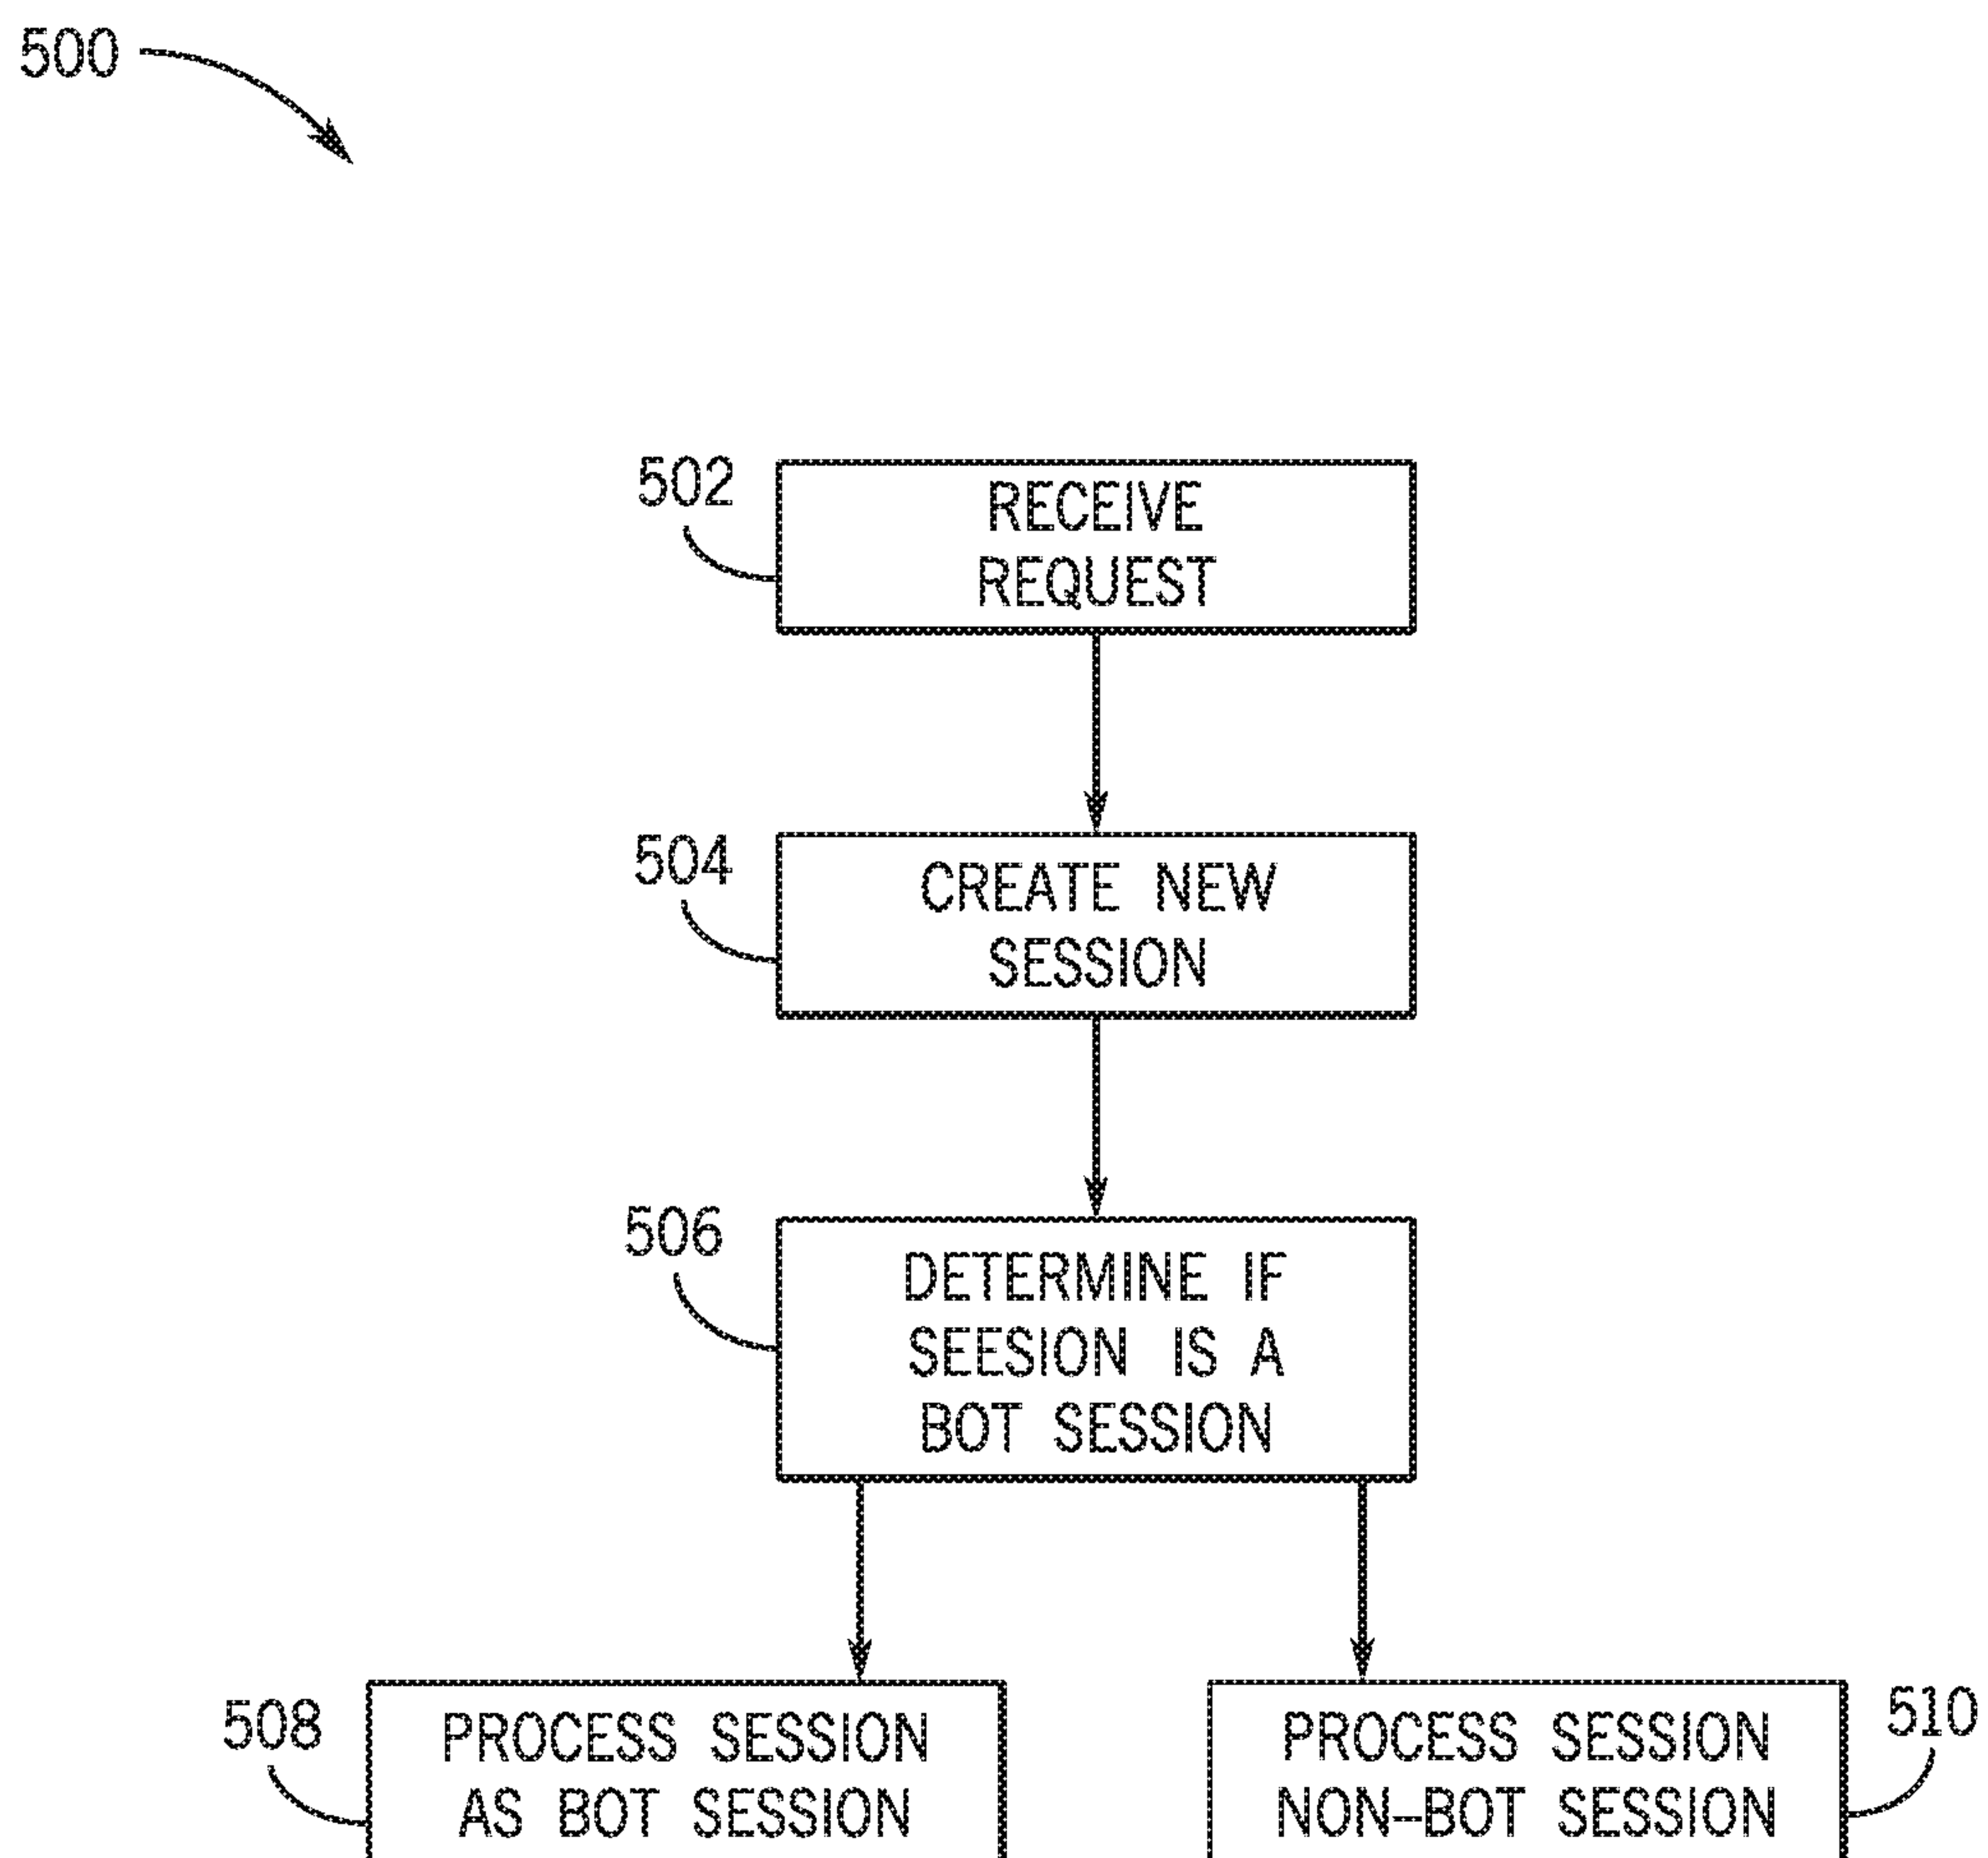 500
502
RECEIVE
REQUEST
504
CREATE NEW
SESSION
506
DETERMINE IF
SEESION IS A
BOT SESSION
508
PROCESS SESSION
AS BOT SESSION
PROCESS SESSION
NON-BOT SESSION
510